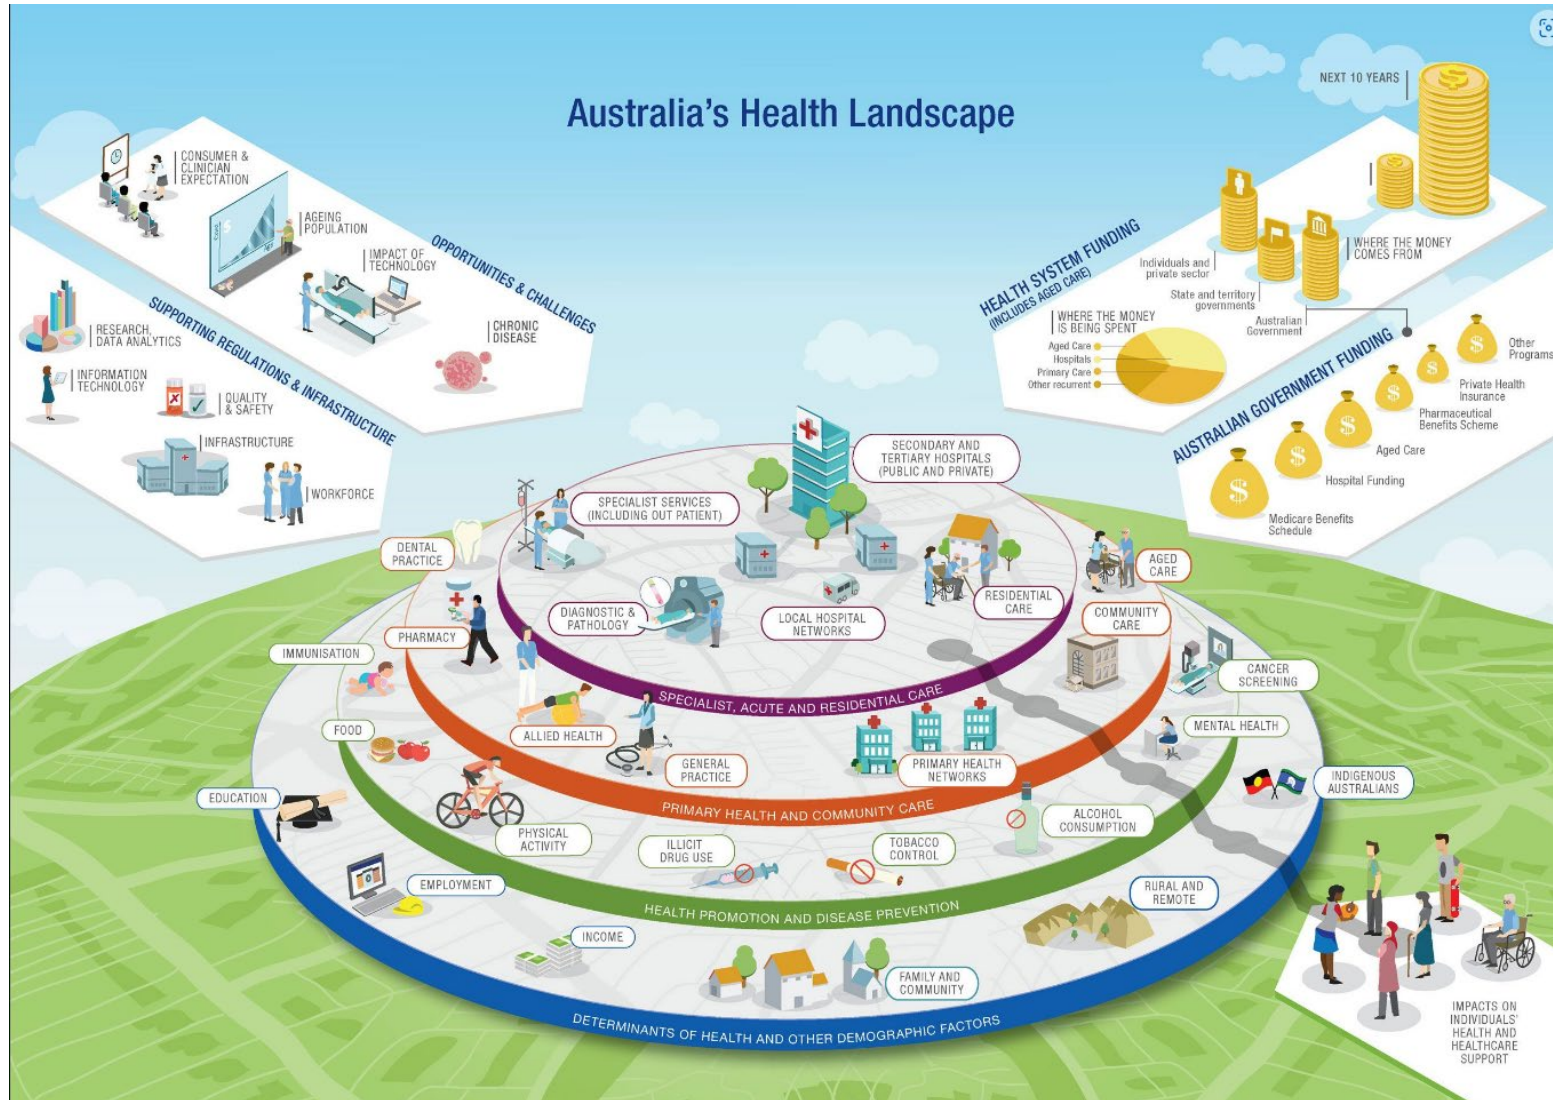 Australia's Health Landscape
CONSUMER &
CLINICIAN
EXPECTATION
AGEING
POPULATION
IMPACT OF
TECHNOLOGY
CHRONIC
DISEASE
OPPORTUNITIES & CHALLENGES
RESEARCH,
DATA ANALYTICS
INFORMATION
TECHNOLOGY
QUALITY
& SAFETY
INFRASTRUCTURE
WORKFORCE
SUPPORTING REGULATIONS & INFRASTRUCTURE
NEXT 10 YEARS
WHERE THE MONEY
COMES FROM
Individuals and
private sector
State and territory
governments
Australian
Government
HEALTH SYSTEM FUNDING
(INCLUDES AGED CARE)
WHERE THE MONEY
IS BEING SPENT
Aged Care
Hospitals
Primary Care
Other recurrent
AUSTRALIAN GOVERNMENT FUNDING
Other
Programs
Private Health
Insurance
Pharmaceutical
Benefits Scheme
Aged Care
Hospital Funding
Medicare Benefits
Schedule
SECONDARY AND
TERTIARY HOSPITALS
(PUBLIC AND PRIVATE)
SPECIALIST SERVICES
(INCLUDING OUT PATIENT)
DIAGNOSTIC &
PATHOLOGY
LOCAL HOSPITAL
NETWORKS
RESIDENTIAL
CARE
SPECIALIST, ACUTE AND RESIDENTIAL CARE
DENTAL
PRACTICE
PHARMACY
ALLIED HEALTH
GENERAL
PRACTICE
PRIMARY HEALTH
NETWORKS
COMMUNITY
CARE
AGED
CARE
PRIMARY HEALTH AND COMMUNITY CARE
IMMUNISATION
FOOD
PHYSICAL
ACTIVITY
ILLICIT
DRUG USE
TOBACCO
CONTROL
ALCOHOL
CONSUMPTION
MENTAL HEALTH
CANCER
SCREENING
HEALTH PROMOTION AND DISEASE PREVENTION
EDUCATION
EMPLOYMENT
INCOME
FAMILY AND
COMMUNITY
RURAL AND
REMOTE
INDIGENOUS
AUSTRALIANS
DETERMINANTS OF HEALTH AND OTHER DEMOGRAPHIC FACTORS
IMPACTS ON
INDIVIDUALS'
HEALTH AND
HEALTHCARE
SUPPORT